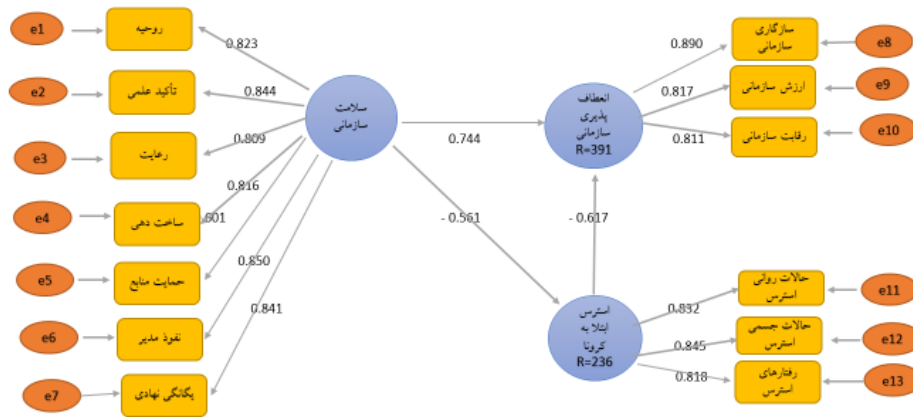 e1
روحیه
0.823
e2
تأکید علمی
0.844
e3
رعایت
0.809
e4
ساخت دهی
0.816
.601
e5
حمایت منابع
0.850
e6
نفوذ مدیر
0.841
e7
یگانگی نهادی
سلامت
سازمانی
0.744
- 0.561
انعطاف
پذیری
سازمانی
R=391
- 0.617
استرس
ابتلا به
کرونا
R=236
0.890
سازگاری
سازمانی
e8
0.817
ارزش سازمانی
e9
0.811
رقابت سازمانی
e10
0.832
حالات روانی
استرس
e11
0.845
حالات جسمی
استرس
e12
0.818
رفتارهای
استرس
e13